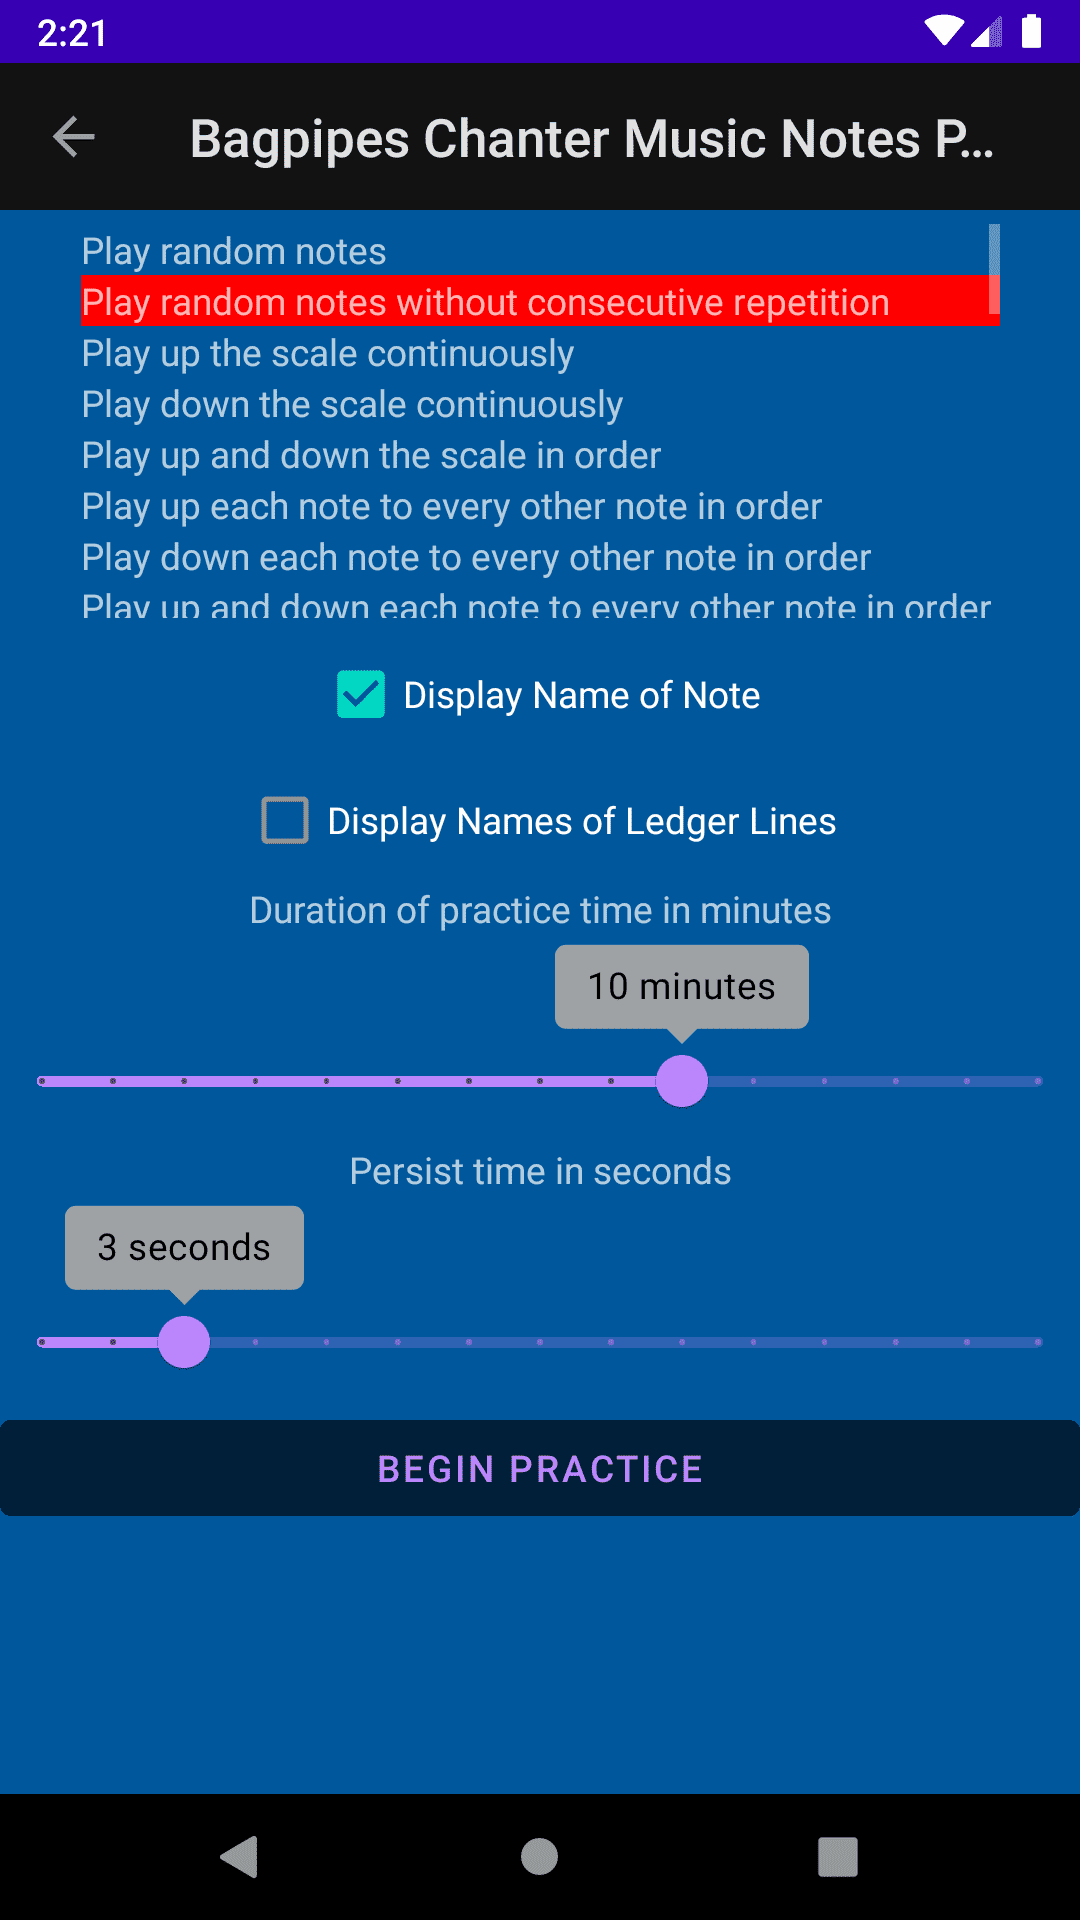 2:21
Bagpipes Chanter Music Notes P...
Play random notes
Play random notes without consecutive repetition
Play up the scale continuously
Play down the scale continuously
Play up and down the scale in order
Play up each note to every other note in order
Play down each note to every other note in order
Play up and down each note to every other note in order
Display Name of Note
Display Names of Ledger Lines
Duration of practice time in minutes
10 minutes
Persist time in seconds
3 seconds
BEGIN PRACTICE